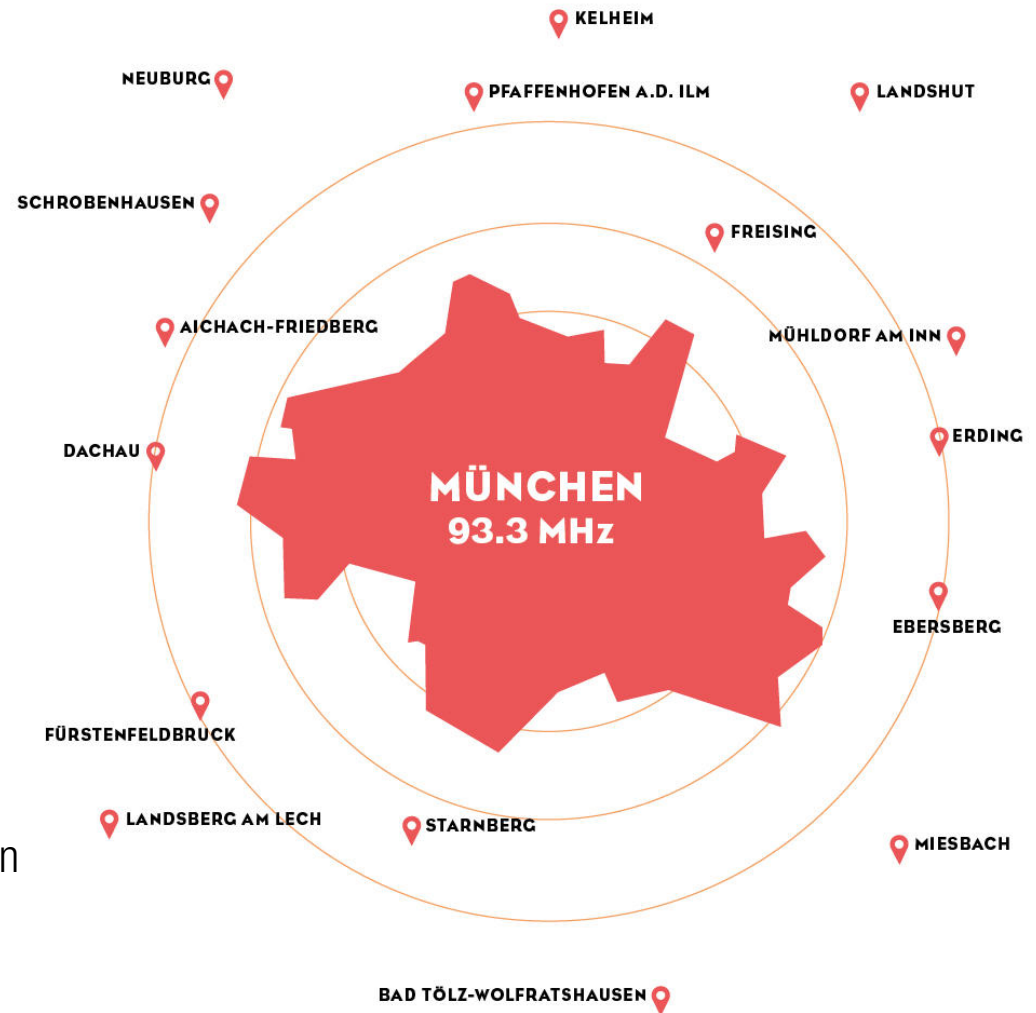 KELHEIM
NEUBURG
PFAFFENHOFEN A.D. ILM
LANDSHUT
SCHROBENHAUSEN
FREISING
AICHACH-FRIEDBERG
MÜHLDORF AM INN
DACHAU
ERDING
MÜNCHEN
93.3 MHz
EBERSBERG
FÜRSTENFELDBRUCK
LANDSBERG AM LECH
STARNBERG
MIESBACH
n
BAD TÖLZ-WOLFRATSHAUSEN